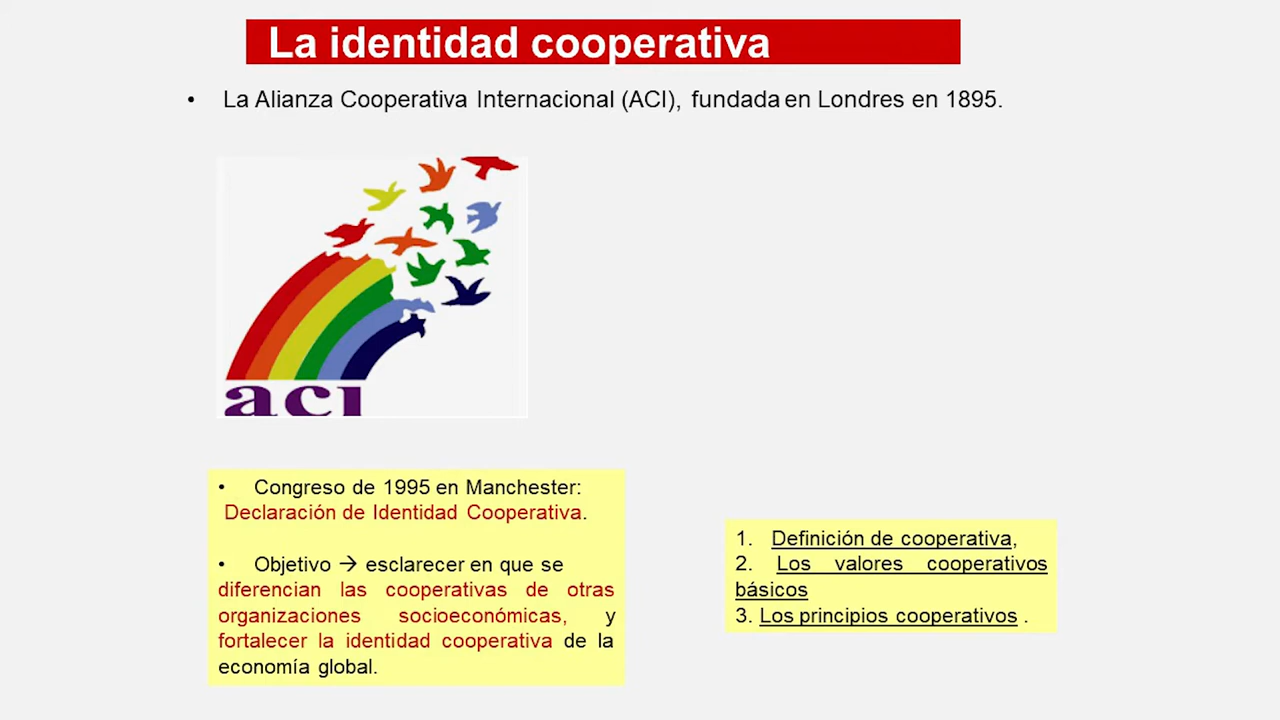 La identidad cooperativa
• La Alianza Cooperativa Internacional (ACI), fundada en Londres en 1895.
aci
• Congreso de 1995 en Manchester:
Declaración de Identidad Cooperativa.
• Objetivo → esclarecer en que se
diferencian las cooperativas de otras
organizaciones socioeconómicas, y
fortalecer la identidad cooperativa de la
economía global.
1. Definición de cooperativa,
2. Los valores cooperativos
básicos
3. Los principios cooperativos .